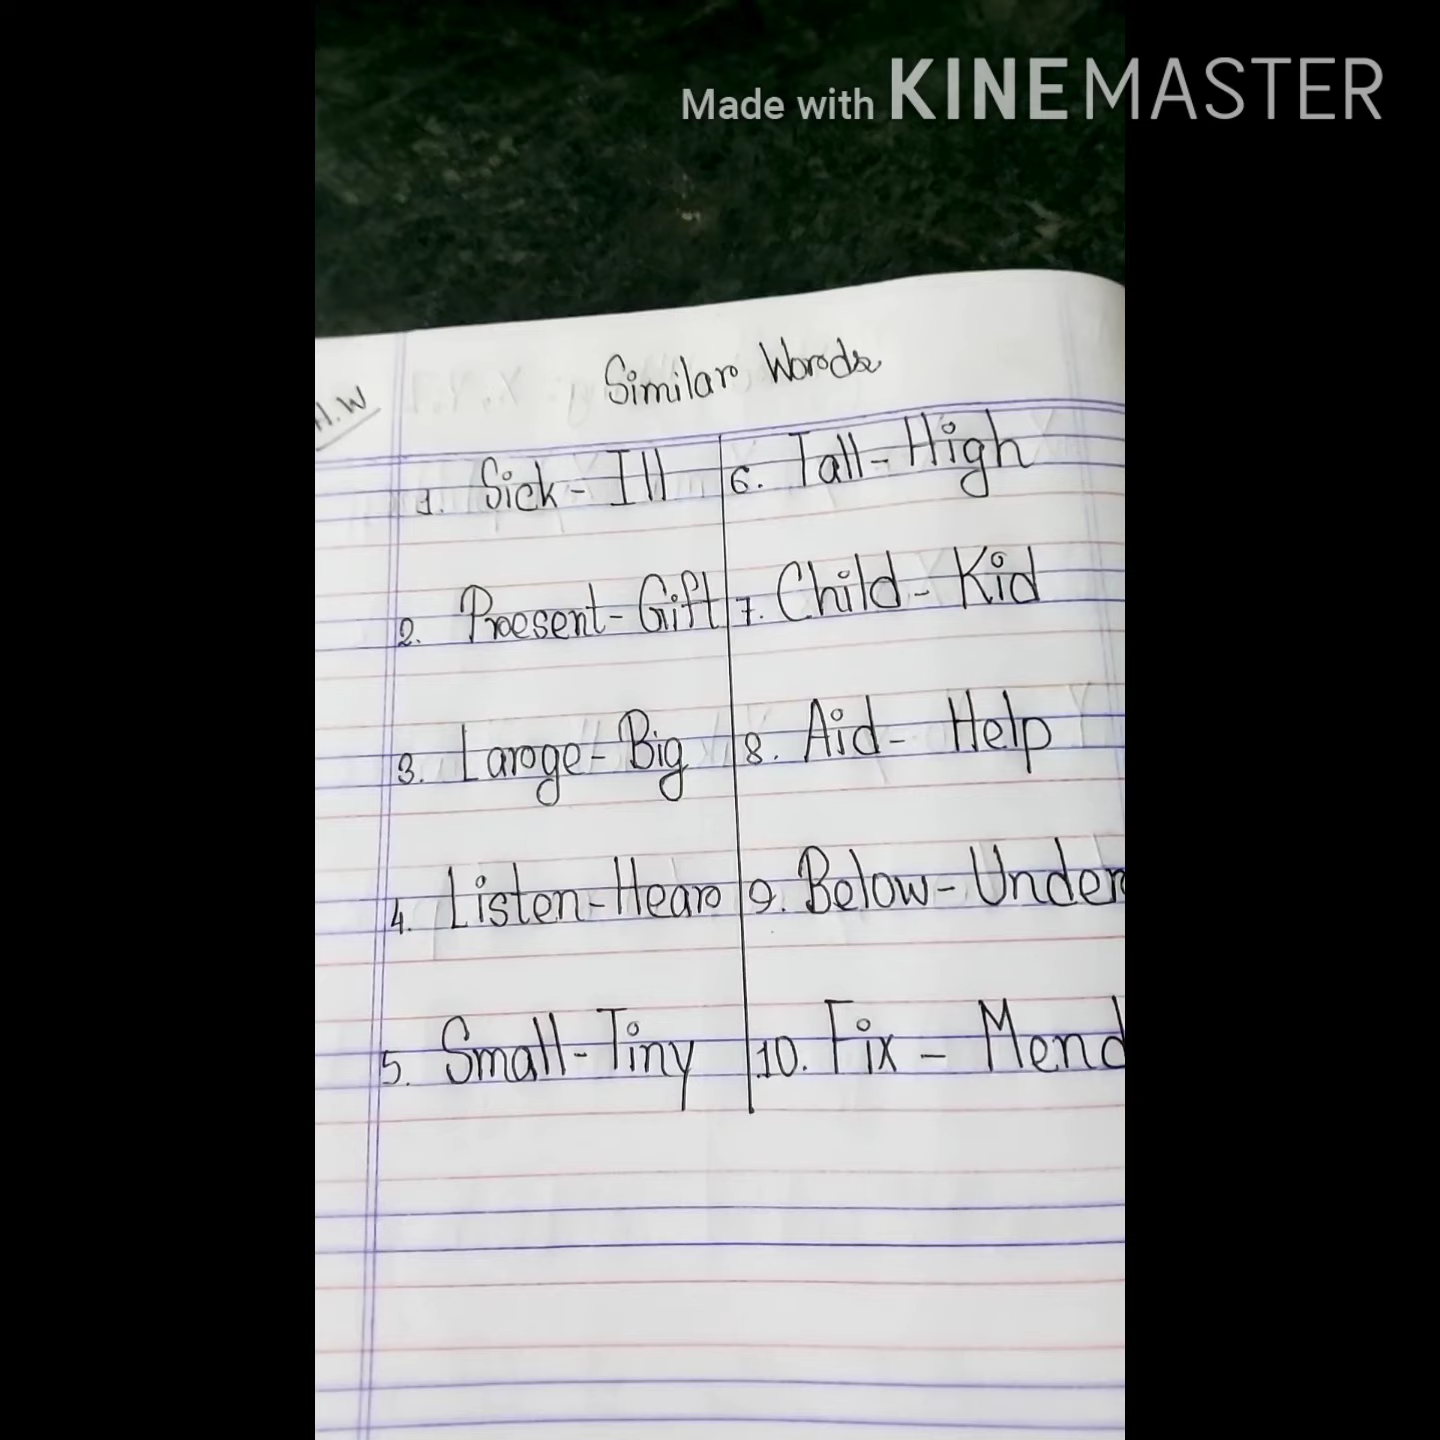 Made with KINEMASTER
Similar Words
H.W
1. Sick - Ill
2. Present - Gift
3. Large - Big
4. Listen - Hear
5. Small - Tiny
6. Tall - High
7. Child - Kid
8. Aid - Help
9. Below - Under
10. Fix - Mend